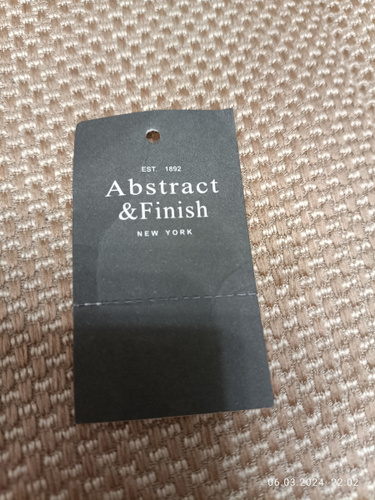 EST. 1892
Abstract
&Finish
NEW YORK
06.03.2024 22:02